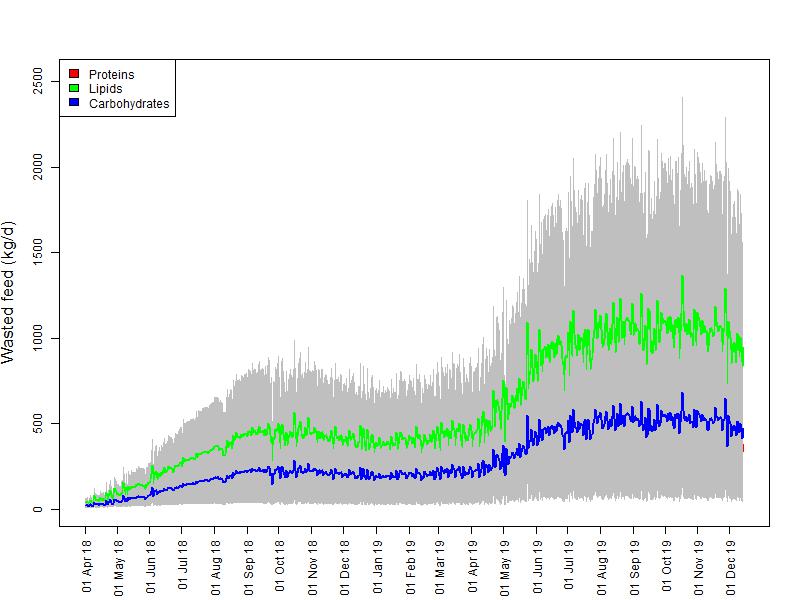 Proteins
Lipids
Carbohydrates
Wasted feed (kg/d)
2500
2000
1500
1000
500
0
01 Apr 18
01 May 18
01 Jun 18
01 Jul 18
01 Aug 18
01 Sep 18
01 Oct 18
01 Nov 18
01 Dec 18
01 Jan 19
01 Feb 19
01 Mar 19
01 Apr 19
01 May 19
01 Jun 19
01 Jul 19
01 Aug 19
01 Sep 19
01 Oct 19
01 Nov 19
01 Dec 19